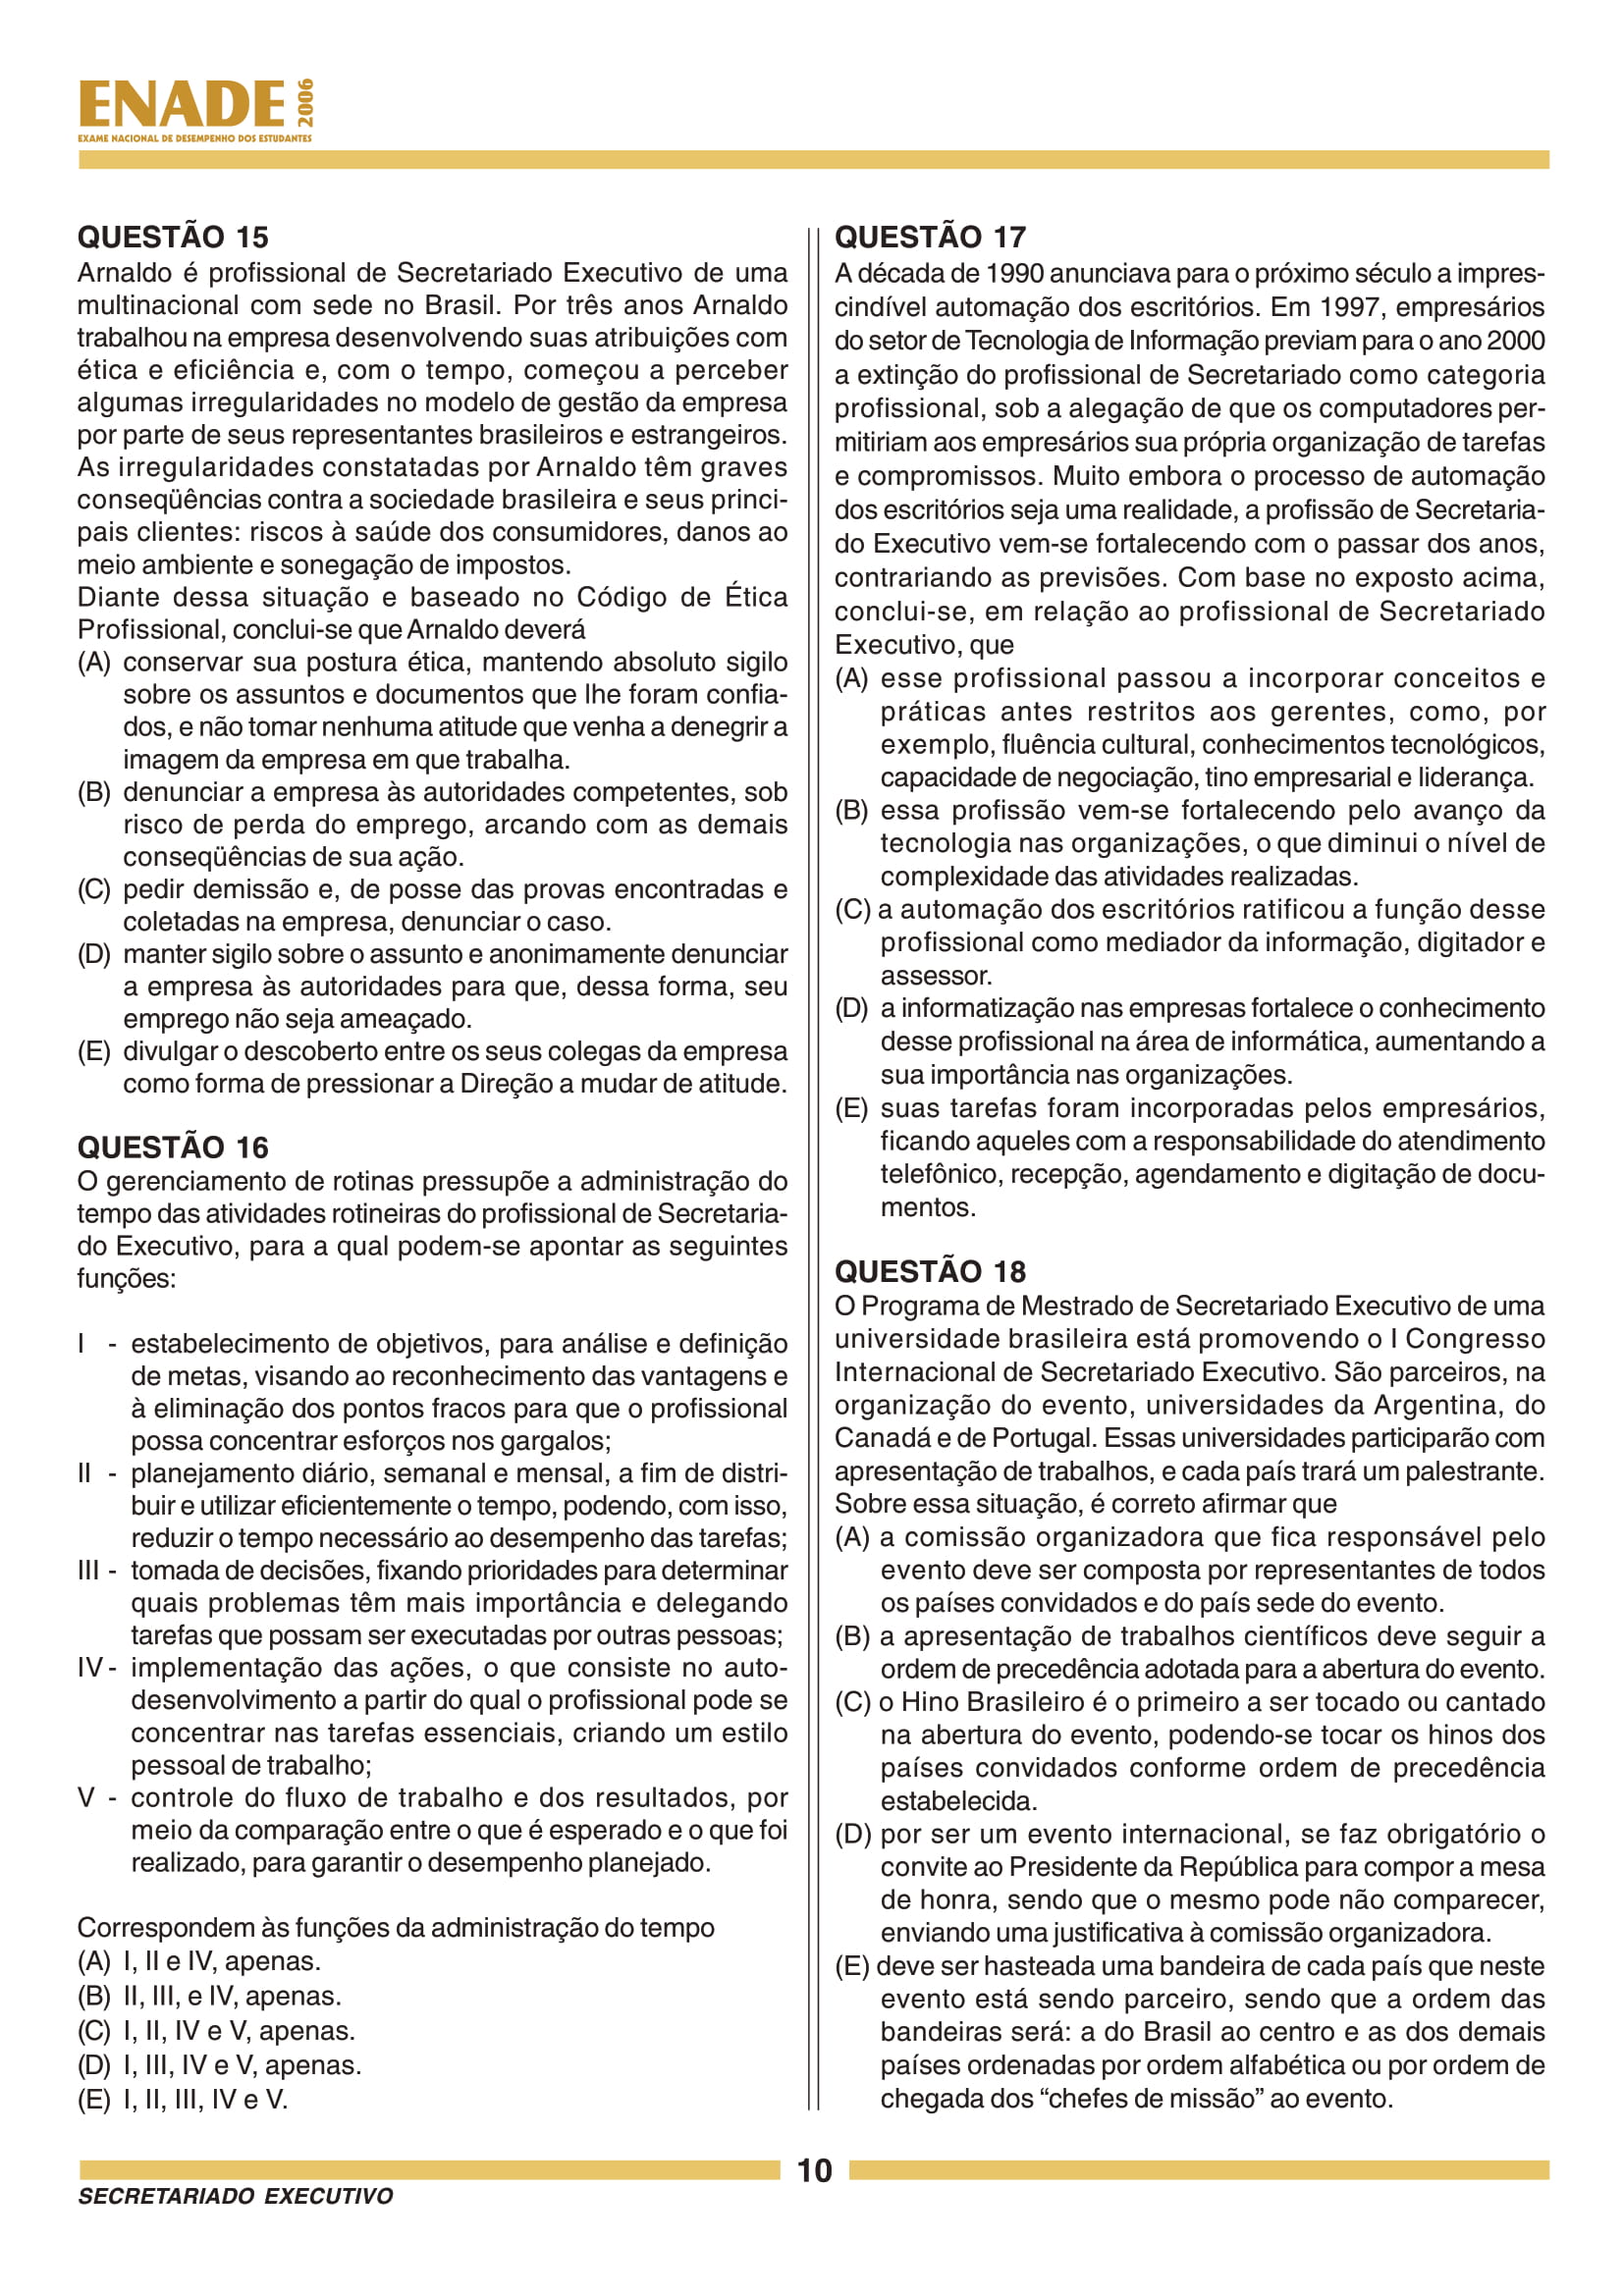 ENADE 2006
EXAME NACIONAL DE DESEMPENHO DOS ESTUDANTES
QUESTÃO 15
Arnaldo é profissional de Secretariado Executivo de uma
multinacional com sede no Brasil. Por três anos Arnaldo
trabalhou na empresa desenvolvendo suas atribuições com
ética e eficiência e, com o tempo, começou a perceber
algumas irregularidades no modelo de gestão da empresa
por parte de seus representantes brasileiros e estrangeiros.
As irregularidades constatadas por Arnaldo têm graves
conseqüências contra a sociedade brasileira e seus princi-
pais clientes: riscos à saúde dos consumidores, danos ao
meio ambiente e sonegação de impostos.
Diante dessa situação e baseado no Código de Ética
Profissional, conclui-se que Arnaldo deverá
(A) conservar sua postura ética, mantendo absoluto sigilo
sobre os assuntos e documentos que lhe foram confia-
dos, e não tomar nenhuma atitude que venha a denegrir a
imagem da empresa em que trabalha.
(B) denunciar a empresa às autoridades competentes, sob
risco de perda do emprego, arcando com as demais
conseqüências de sua ação.
(C) pedir demissão e, de posse das provas encontradas e
coletadas na empresa, denunciar o caso.
(D) manter sigilo sobre o assunto e anonimamente denunciar
a empresa às autoridades para que, dessa forma, seu
emprego não seja ameaçado.
(E) divulgar o descoberto entre os seus colegas da empresa
como forma de pressionar a Direção a mudar de atitude.
QUESTÃO 16
O gerenciamento de rotinas pressupõe a administração do
tempo das atividades rotineiras do profissional de Secretaria-
do Executivo, para a qual podem-se apontar as seguintes
funções:
I - estabelecimento de objetivos, para análise e definição
de metas, visando ao reconhecimento das vantagens e
à eliminação dos pontos fracos para que o profissional
possa concentrar esforços nos gargalos;
II - planejamento diário, semanal e mensal, a fim de distri-
buir e utilizar eficientemente o tempo, podendo, com isso,
reduzir o tempo necessário ao desempenho das tarefas;
III - tomada de decisões, fixando prioridades para determinar
quais problemas têm mais importância e delegando
tarefas que possam ser executadas por outras pessoas;
IV - implementação das ações, o que consiste no auto-
desenvolvimento a partir do qual o profissional pode se
concentrar nas tarefas essenciais, criando um estilo
pessoal de trabalho;
V - controle do fluxo de trabalho e dos resultados, por
meio da comparação entre o que é esperado e o que foi
realizado, para garantir o desempenho planejado.
Correspondem às funções da administração do tempo
(A) I, II e IV, apenas.
(B) II, III, e IV, apenas.
(C) I, II, IV e V, apenas.
(D) I, III, IV e V, apenas.
(E) I, II, III, IV e V.
QUESTÃO 17
A década de 1990 anunciava para o próximo século a impres-
cindível automação dos escritórios. Em 1997, empresários
do setor de Tecnologia de Informação previam para o ano 2000
a extinção do profissional de Secretariado como categoria
profissional, sob a alegação de que os computadores per-
mitiriam aos empresários sua própria organização de tarefas
e compromissos. Muito embora o processo de automação
dos escritórios seja uma realidade, a profissão de Secretaria-
do Executivo vem-se fortalecendo com o passar dos anos,
contrariando as previsões. Com base no exposto acima,
conclui-se, em relação ao profissional de Secretariado
Executivo, que
(A) esse profissional passou a incorporar conceitos e
práticas antes restritos aos gerentes, como, por
exemplo, fluência cultural, conhecimentos tecnológicos,
capacidade de negociação, tino empresarial e liderança.
(B) essa profissão vem-se fortalecendo pelo avanço da
tecnologia nas organizações, o que diminui o nível de
complexidade das atividades realizadas.
(C) a automação dos escritórios ratificou a função desse
profissional como mediador da informação, digitador e
assessor.
(D) a informatização nas empresas fortalece o conhecimento
desse profissional na área de informática, aumentando a
sua importância nas organizações.
(E) suas tarefas foram incorporadas pelos empresários,
ficando aqueles com a responsabilidade do atendimento
telefônico, recepção, agendamento e digitação de docu-
mentos.
QUESTÃO 18
O Programa de Mestrado de Secretariado Executivo de uma
universidade brasileira está promovendo o I Congresso
Internacional de Secretariado Executivo. São parceiros, na
organização do evento, universidades da Argentina, do
Canadá e de Portugal. Essas universidades participarão com
apresentação de trabalhos, e cada país trará um palestrante.
Sobre essa situação, é correto afirmar que
(A) a comissão organizadora que fica responsável pelo
evento deve ser composta por representantes de todos
os países convidados e do país sede do evento.
(B) a apresentação de trabalhos científicos deve seguir a
ordem de precedência adotada para a abertura do evento.
(C) o Hino Brasileiro é o primeiro a ser tocado ou cantado
na abertura do evento, podendo-se tocar os hinos dos
países convidados conforme ordem de precedência
estabelecida.
(D) por ser um evento internacional, se faz obrigatório o
convite ao Presidente da República para compor a mesa
de honra, sendo que o mesmo pode não comparecer,
enviando uma justificativa à comissão organizadora.
(E) deve ser hasteada uma bandeira de cada país que neste
evento está sendo parceiro, sendo que a ordem das
bandeiras será: a do Brasil ao centro e as dos demais
países ordenadas por ordem alfabética ou por ordem de
chegada dos “chefes de missão” ao evento.
10
SECRETARIADO EXECUTIVO